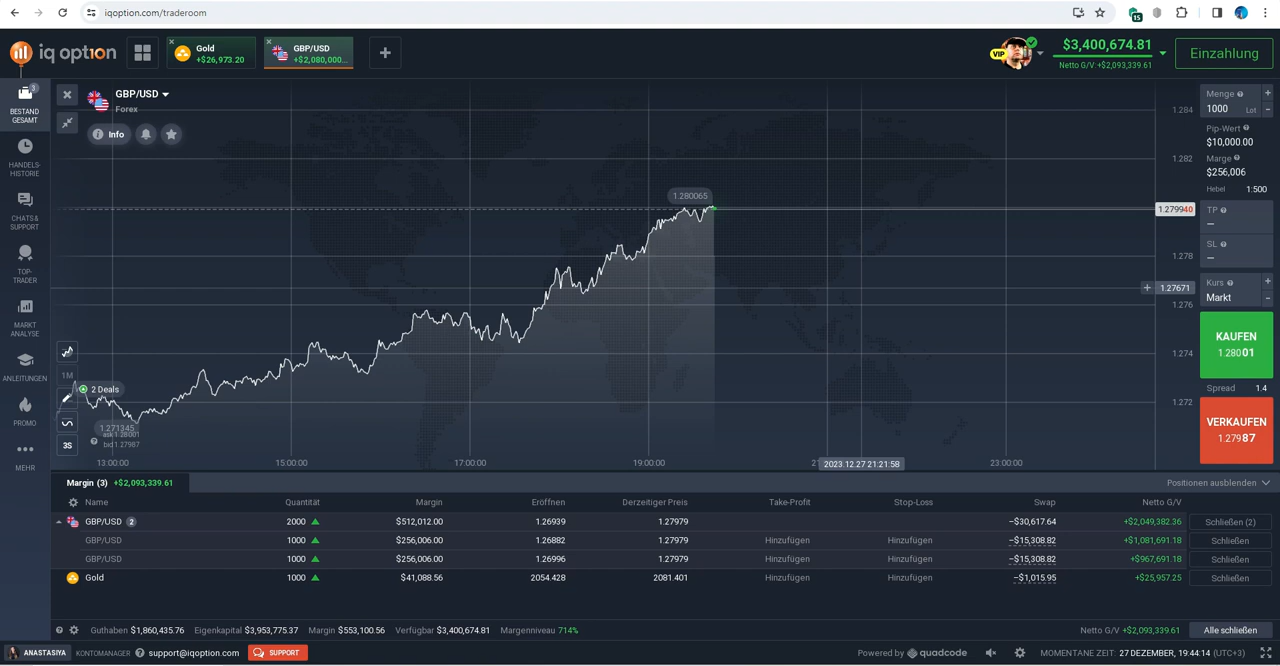 iqoption.com/traderoom
15
iq option
Gold
+$26,973.20
GBP/USD
+$2,080,000...
VIP
$3,400,674.81
Netto G/V:+$2,093,339.61
Einzahlung
3
BESTAND GESAMT
HANDELS-HISTORIE
CHATS & SUPPORT
TOP-TRADER
MARKT ANALYSE
ANLEITUNGEN
PROMO
MEHR
GBP/USD
Forex
Info
1.280065
2 Deals
1M
1.271345
ask 1.28001
bid 1.27987
3S
1.284
1.282
1.279940
1.278
1.27671
1.276
1.274
1.272
13:00:00 15:00:00 17:00:00 19:00:00 2023.12.27 21:21:58 23:00:00
Menge
1000 Lot
Pip-Wert
$10,000.00
Marge
$256,006
Hebel 1:500
TP
SL
Kurs
Markt
KAUFEN
1.28001
Spread 1.4
VERKAUFEN
1.27987
Margin (3) +$2,093,339.61 Positionen ausblenden
Name Quantität Margin Eröffnen Derzeitiger Preis Take-Profit Stop-Loss Swap Netto G/V
GBP/USD 2 2000 $512,012.00 1.26939 1.27979 −$30,617.64 +$2,049,382.36 Schließen (2)
GBP/USD 1000 $256,006.00 1.26882 1.27979 Hinzufügen Hinzufügen −$15,308.82 +$1,081,691.18 Schließen
GBP/USD 1000 $256,006.00 1.26996 1.27979 Hinzufügen Hinzufügen −$15,308.82 +$967,691.18 Schließen
Gold 1000 $41,088.56 2054.428 2081.401 Hinzufügen Hinzufügen −$1,015.95 +$25,957.25 Schließen
Guthaben $1,860,435.76 Eigenkapital $3,953,775.37 Margin $553,100.56 Verfügbar $3,400,674.81 Margenniveau 714% Netto G/V +$2,093,339.61 Alle schließen
ANASTASIYA KONTOMANAGER support@iqoption.com SUPPORT Powered by quadcode MOMENTANE ZEIT: 27 DEZEMBER, 19:44:14 (UTC+3)